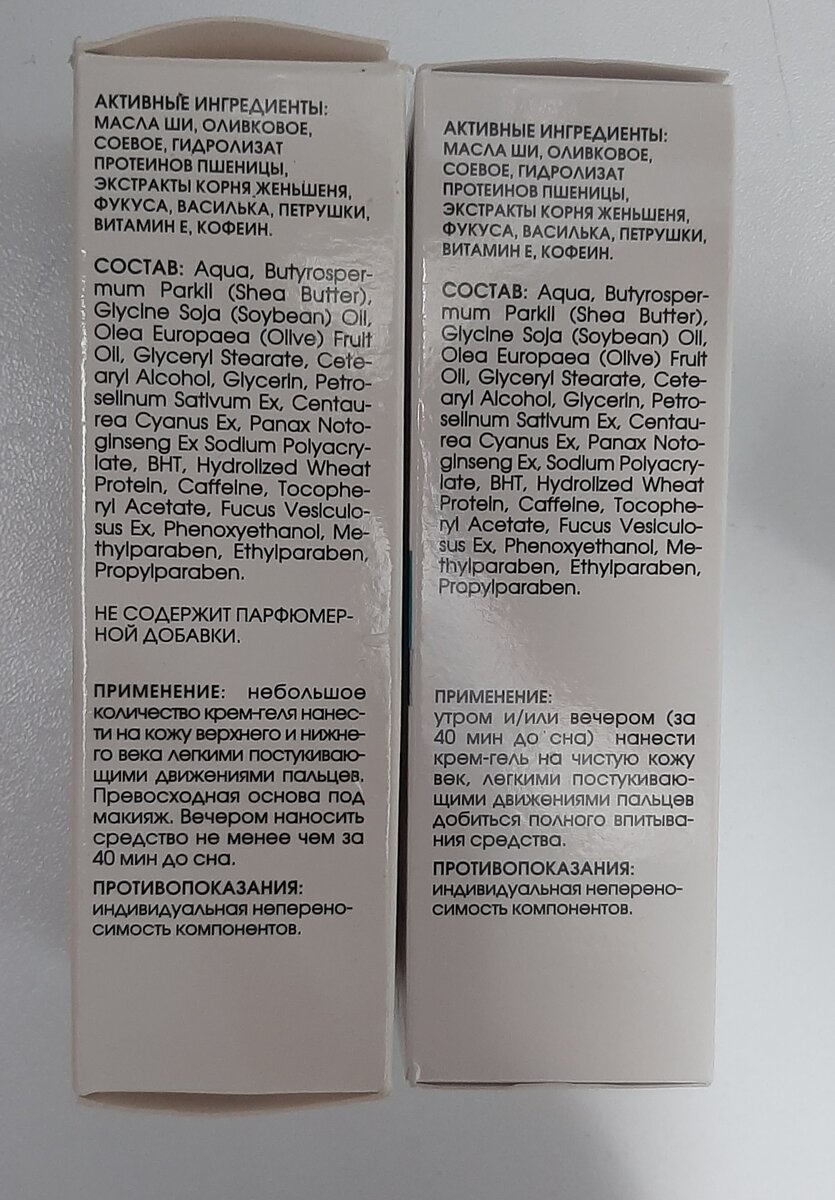 АКТИВНЫЕ ИНГРЕДИЕНТЫ:
МАСЛА ШИ, ОЛИВКОВОЕ,
СОЕВОЕ, ГИДРОЛИЗАТ
ПРОТЕИНОВ ПШЕНИЦЫ,
ЭКСТРАКТЫ КОРНЯ ЖЕНЬШЕНЯ,
ФУКУСА, ВАСИЛЬКА, ПЕТРУШКИ,
ВИТАМИН Е, КОФЕИН.
СОСТАВ: Aqua, Butyrosper-
mum Parkii (Shea Butter),
Glycine Soja (Soybean) Oil,
Olea Europaea (Olive) Fruit
Oil, Glyceryl Stearate, Cete-
aryl Alcohol, Glycerin, Petro-
selinum Sativum Ex, Centau-
rea Cyanus Ex, Panax Noto-
ginseng Ex Sodium Polyacry-
late, BHT, Hydrolized Wheat
Protein, Caffeine, Tocophe-
ryl Acetate, Fucus Vesiculo-
sus Ex, Phenoxyethanol, Me-
thylparaben, Ethylparaben,
Propylparaben.
НЕ СОДЕРЖИТ ПАРФЮМЕР-
НОЙ ДОБАВКИ.
ПРИМЕНЕНИЕ: небольшое
количество крем-геля нанес-
ти на кожу верхнего и нижне-
го века легкими постукиваю-
щими движениями пальцев.
Превосходная основа под
макияж. Вечером наносить
средство не менее чем за
40 мин до сна.
ПРОТИВОПОКАЗАНИЯ:
индивидуальная неперено-
симость компонентов.
АКТИВНЫЕ ИНГРЕДИЕНТЫ:
МАСЛА ШИ, ОЛИВКОВОЕ,
СОЕВОЕ, ГИДРОЛИЗАТ
ПРОТЕИНОВ ПШЕНИЦЫ,
ЭКСТРАКТЫ КОРНЯ ЖЕНЬШЕНЯ,
ФУКУСА, ВАСИЛЬКА, ПЕТРУШКИ,
ВИТАМИН Е, КОФЕИН.
СОСТАВ: Aqua, Butyrosper-
mum Parkii (Shea Butter),
Glycine Soja (Soybean) Oil,
Olea Europaea (Olive) Fruit
Oil, Glyceryl Stearate, Cete-
aryl Alcohol, Glycerin, Petro-
selinum Sativum Ex, Centau-
rea Cyanus Ex, Panax Noto-
ginseng Ex, Sodium Polyacry-
late, BHT, Hydrolized Wheat
Protein, Caffeine, Tocophe-
ryl Acetate, Fucus Vesiculo-
sus Ex, Phenoxyethanol, Me-
thylparaben, Ethylparaben,
Propylparaben.
ПРИМЕНЕНИЕ:
утром и/или вечером (за
40 мин до сна) нанести
крем-гель на чистую кожу
век, легкими постукиваю-
щими движениями пальцев
добиться полного впитыва-
ния средства.
ПРОТИВОПОКАЗАНИЯ:
индивидуальная неперено-
симость компонентов.